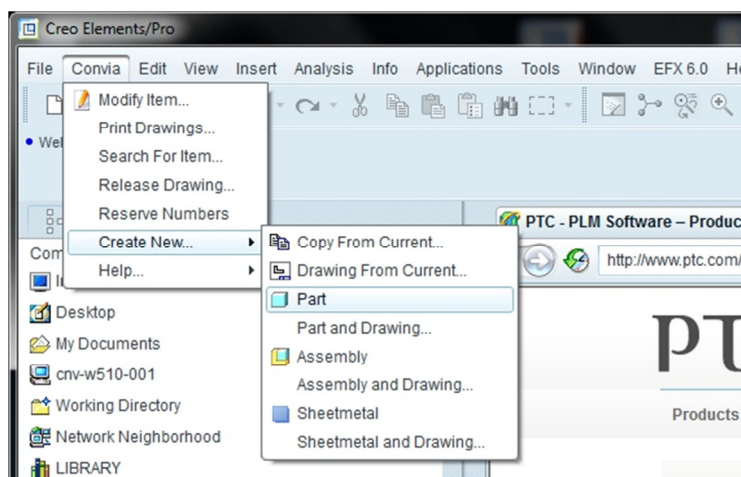 Creo Elements/Pro
File Convia Edit View Insert Analysis Info Applications Tools Window EFX 6.0
Modify Item...
Print Drawings...
Search For Item...
Release Drawing...
Reserve Numbers
Create New...
Help...
Copy From Current...
Drawing From Current...
Part
Part and Drawing...
Assembly
Assembly and Drawing...
Sheetmetal
Sheetmetal and Drawing...
Desktop
My Documents
cnv-w510-001
Working Directory
Network Neighborhood
LIBRARY
PTC - PLM Software – Produc
http://www.ptc.com/
PT
Products